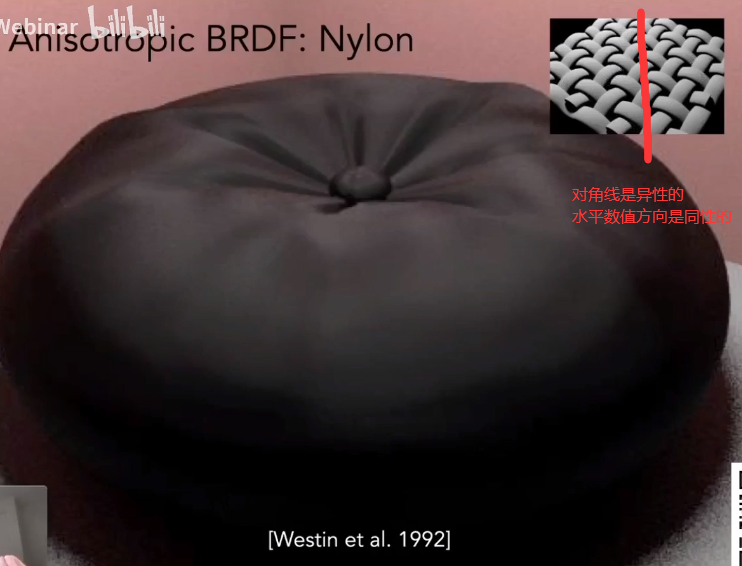 Webinar bilibili
Anisotropic BRDF: Nylon
对角线是异性的
水平数值方向是同性的
[Westin et al. 1992]